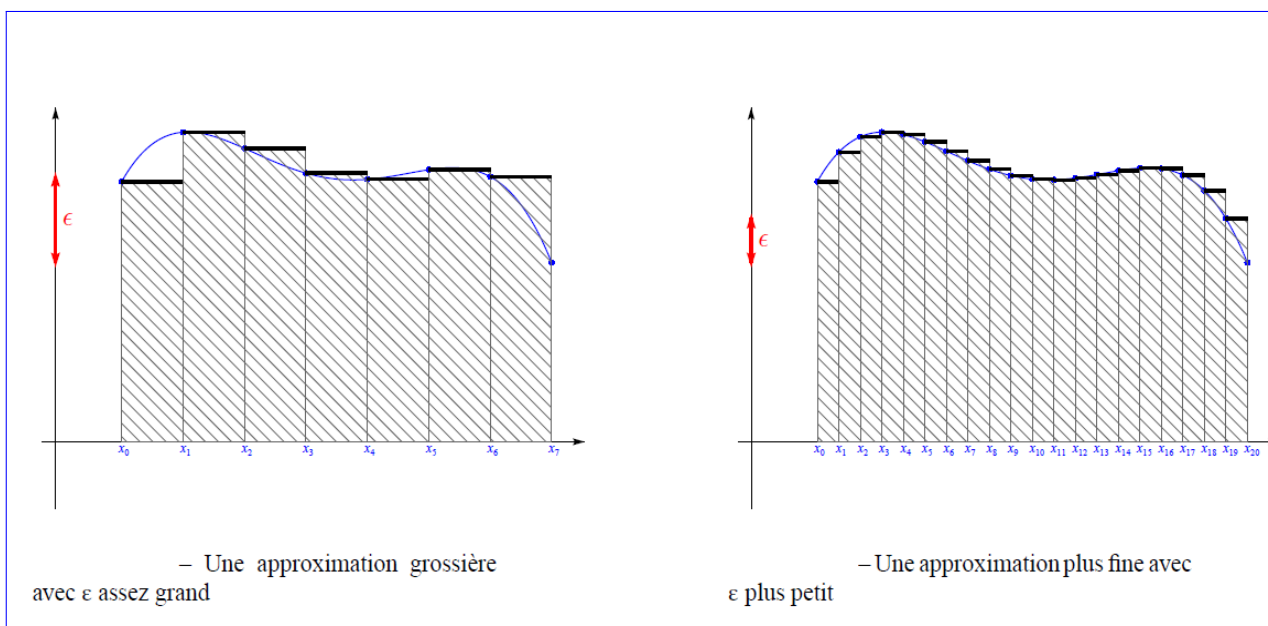 ϵ
x₀ x₁ x₂ x₃ x₄ x₅ x₆ x₇
– Une approximation grossière
avec ε assez grand
ϵ
x₀ x₁ x₂ x₃ x₄ x₅ x₆ x₇ x₈ x₉ x₁₀ x₁₁ x₁₂ x₁₃ x₁₄ x₁₅ x₁₆ x₁₇ x₁₈ x₁₉ x₂₀
– Une approximation plus fine avec
ε plus petit